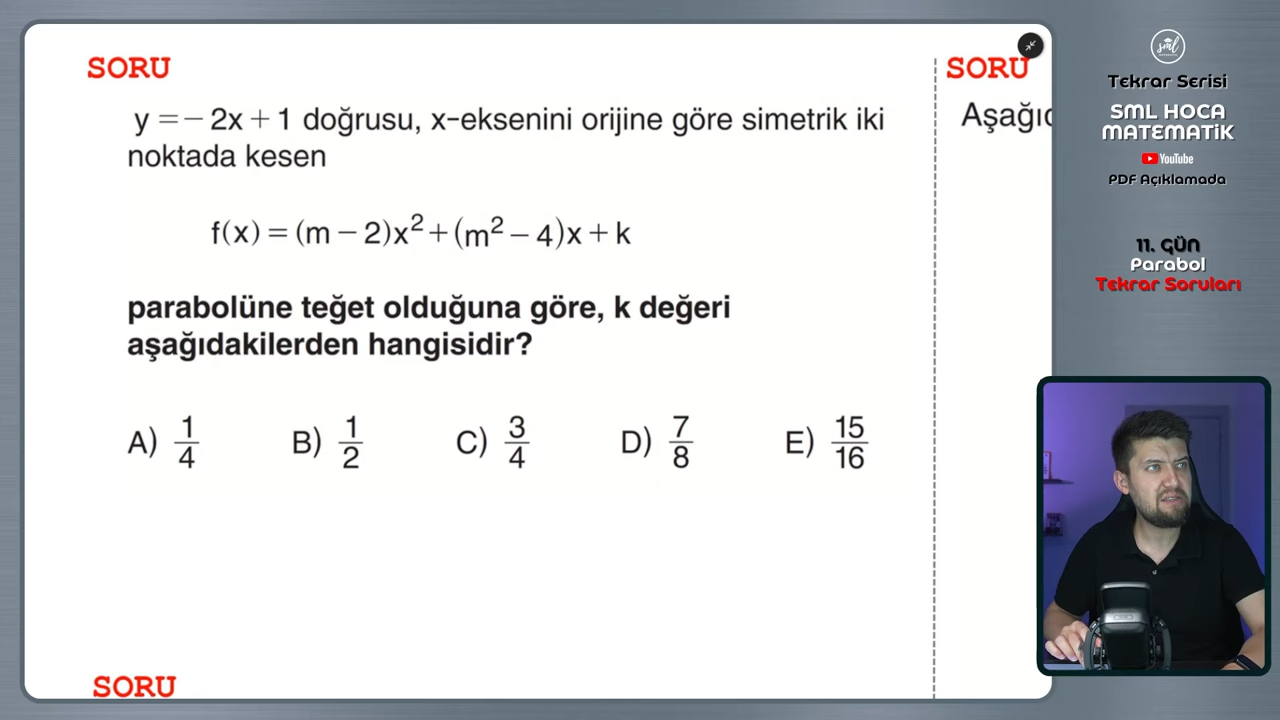 SORU
y = − 2x + 1 doğrusu, x−eksenini orijine göre simetrik iki
noktada kesen
f(x) = (m − 2)x² + (m² − 4)x + k
parabolüne teğet olduğuna göre, k değeri
aşağıdakilerden hangisidir?
A) 1/4 B) 1/2 C) 3/4 D) 7/8 E) 15/16
SORU
SORU
Aşağıd
sml
Tekrar Serisi
SML HOCA
MATEMATİK
YouTube
PDF Açıklamada
11. GÜN
Parabol
Tekrar Soruları